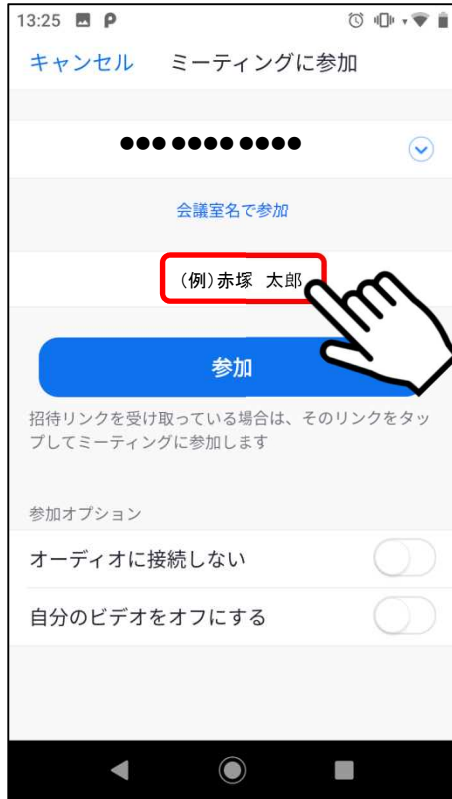 13:25
キャンセル ミーティングに参加
●●● ●●●● ●●●●
会議室名で参加
（例）赤塚 太郎
参加
招待リンクを受け取っている場合は、そのリンクをタッ
プしてミーティングに参加します
参加オプション
オーディオに接続しない
自分のビデオをオフにする